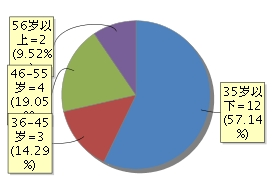 56岁以
上=2
(9.52%
)
46-55
岁=4
(19.05
%)
36-45
岁=3
(14.29
%)
35岁以
下=12
(57.14
%)